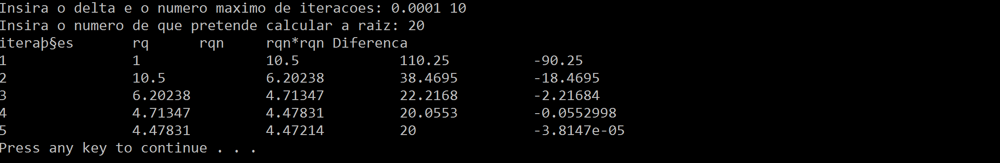 Insira o delta e o numero maximo de iteracoes: 0.0001 10
Insira o numero de que pretende calcular a raiz: 20
iteraþ§es rq rqn rqn*rqn Diferenca
1 1 10.5 110.25 -90.25
2 10.5 6.20238 38.4695 -18.4695
3 6.20238 4.71347 22.2168 -2.21684
4 4.71347 4.47831 20.0553 -0.0552998
5 4.47831 4.47214 20 -3.8147e-05
Press any key to continue . . .